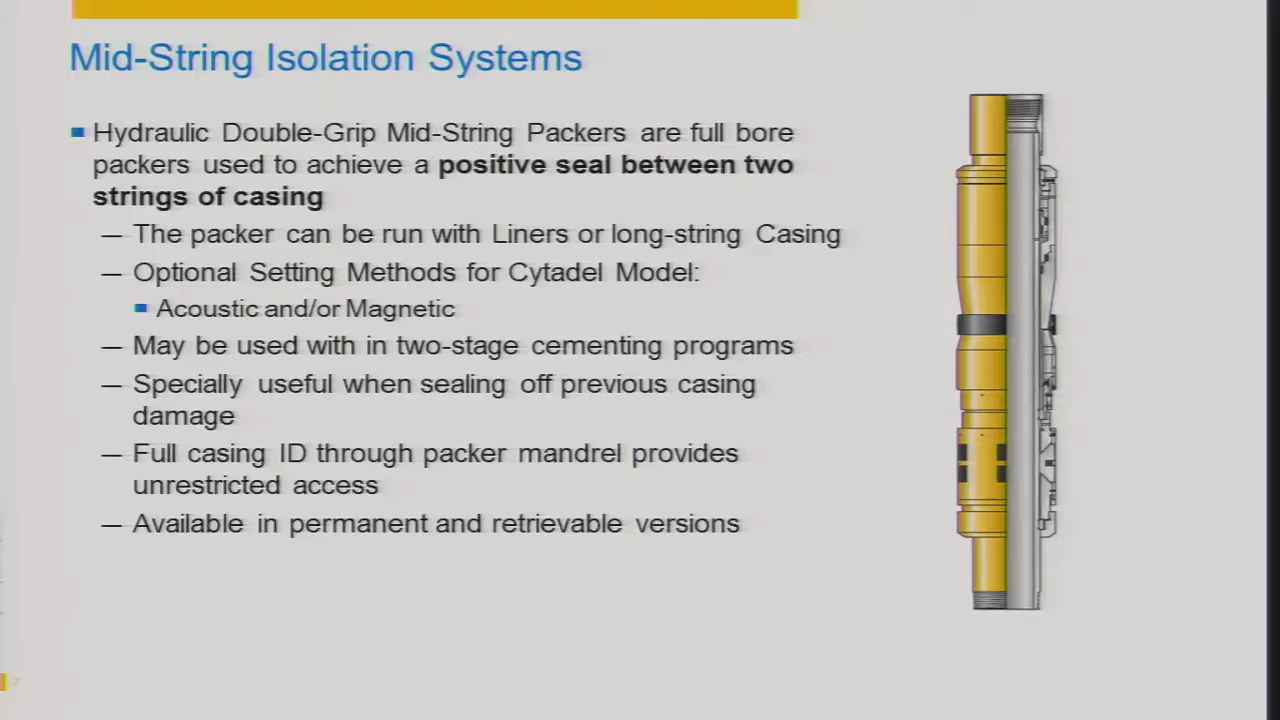 Mid-String Isolation Systems
Hydraulic Double-Grip Mid-String Packers are full bore
packers used to achieve a positive seal between two
strings of casing
— The packer can be run with Liners or long-string Casing
— Optional Setting Methods for Cytadel Model:
Acoustic and/or Magnetic
— May be used with in two-stage cementing programs
— Specially useful when sealing off previous casing
damage
— Full casing ID through packer mandrel provides
unrestricted access
— Available in permanent and retrievable versions
7